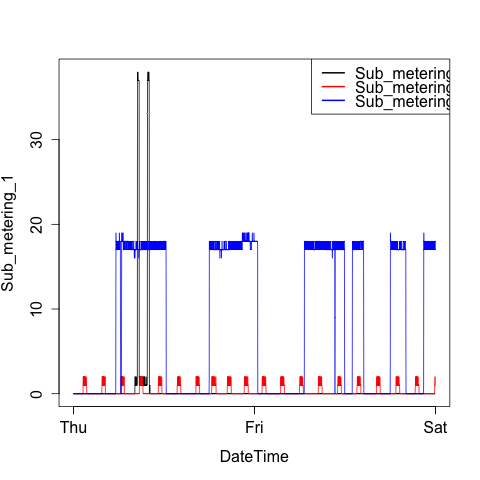 Sub_metering
Sub_metering
Sub_metering
Sub_metering_1
30
20
10
0
Thu
Fri
Sat
DateTime